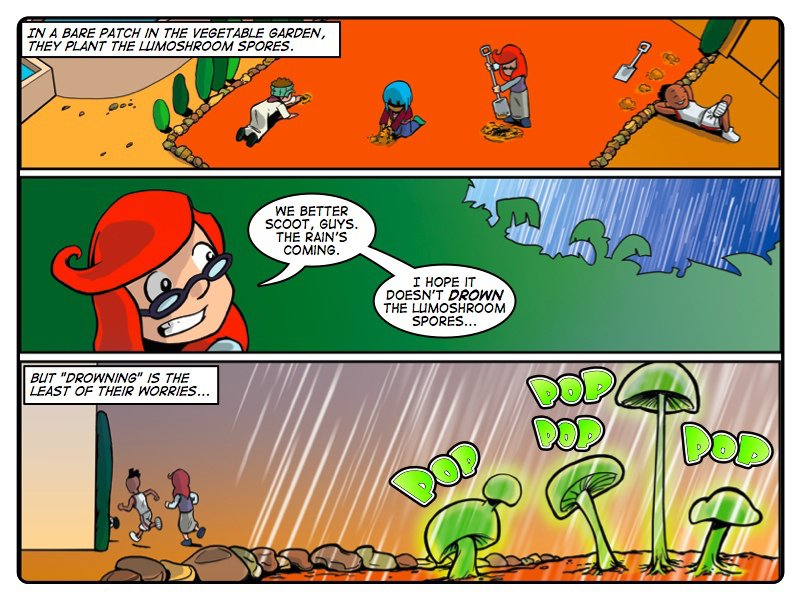 IN A BARE PATCH IN THE VEGETABLE GARDEN,
THEY PLANT THE LUMOSHROOM SPORES.
WE BETTER
SCOOT, GUYS.
THE RAIN'S
COMING.
I HOPE IT
DOESN'T DROWN
THE LUMOSHROOM
SPORES...
BUT "DROWNING" IS THE
LEAST OF THEIR WORRIES...
POP
POP
POP
POP